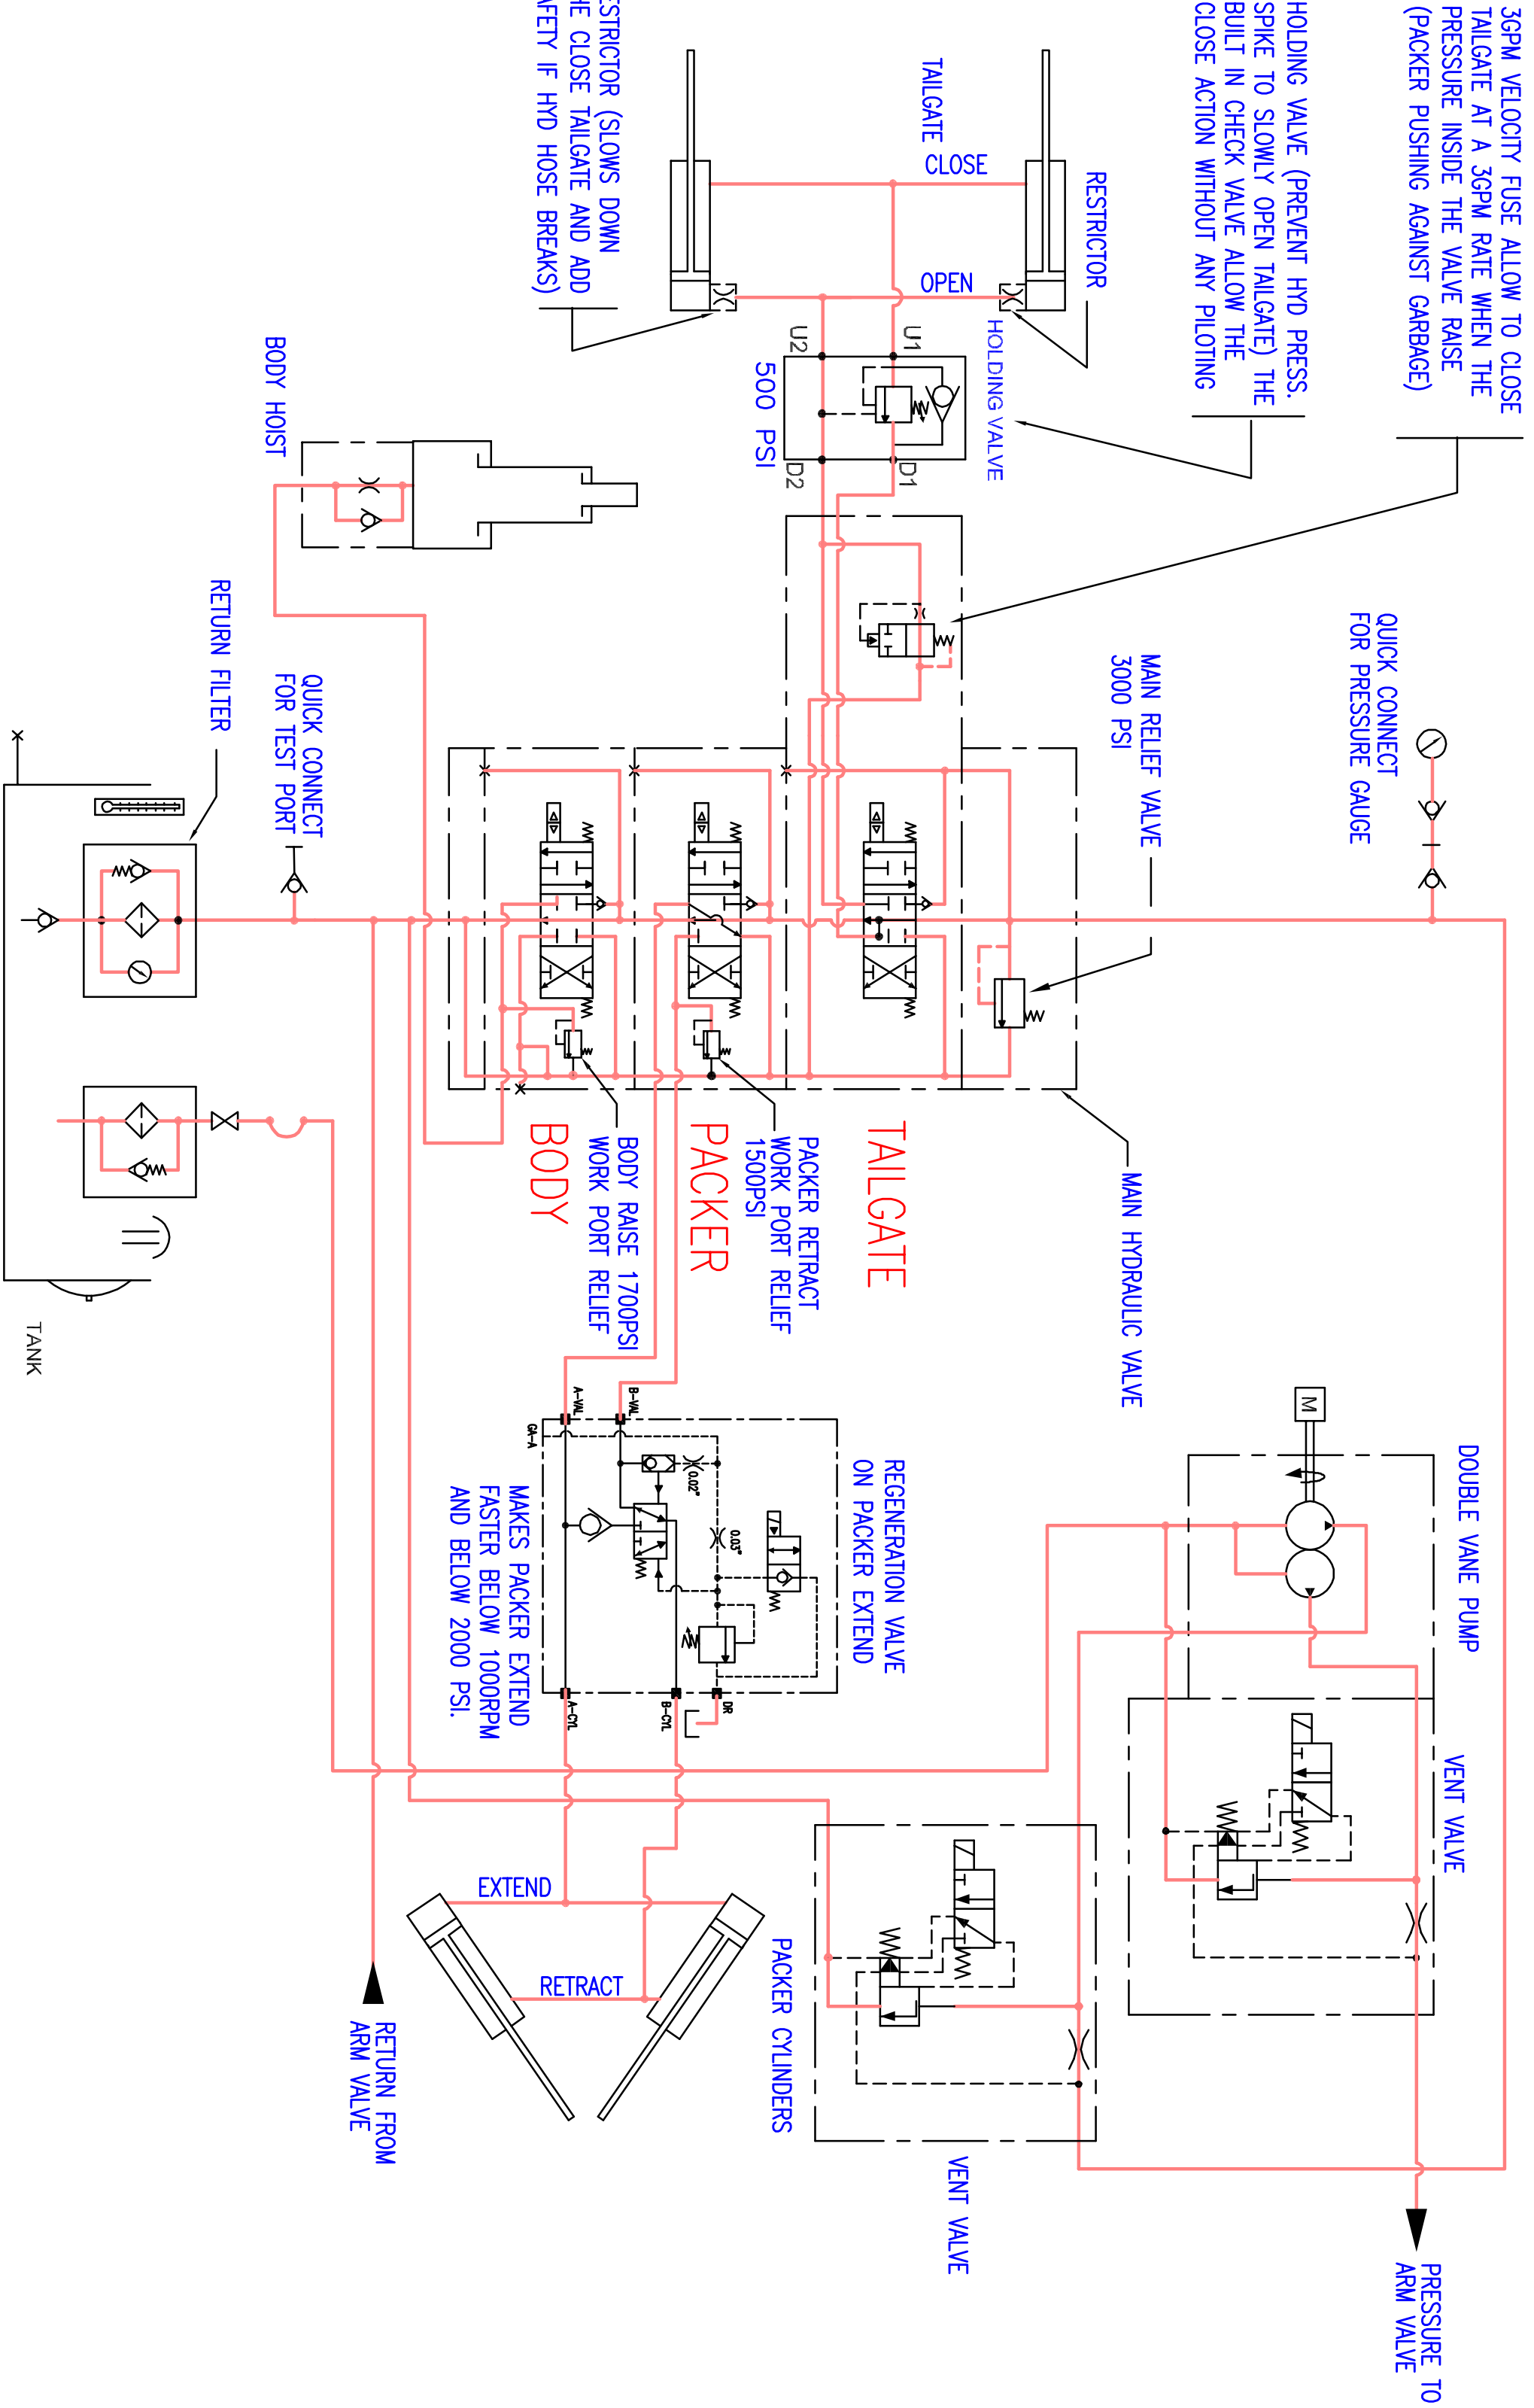 3GPM VELOCITY FUSE ALLOW TO CLOSE
TAILGATE AT A 3GPM RATE WHEN THE
PRESSURE INSIDE THE VALVE RAISE
(PACKER PUSHING AGAINST GARBAGE)
HOLDING VALVE (PREVENT HYD PRESS.
SPIKE TO SLOWLY OPEN TAILGATE) THE
BUILT IN CHECK VALVE ALLOW THE
CLOSE ACTION WITHOUT ANY PILOTING
RESTRICTOR
TAILGATE
CLOSE
OPEN
ESTRICTOR (SLOWS DOWN
HE CLOSE TAILGATE AND ADD
AFETY IF HYD HOSE BREAKS)
HOLDING VALVE
U1
U2
D1
D2
500 PSI
BODY HOIST
QUICK CONNECT
FOR PRESSURE GAUGE
MAIN RELIEF VALVE
3000 PSI
RETURN FILTER
QUICK CONNECT
FOR TEST PORT
MAIN HYDRAULIC VALVE
TAILGATE
PACKER RETRACT
WORK PORT RELIEF
1500PSI
PACKER
BODY RAISE 1700PSI
WORK PORT RELIEF
BODY
TANK
M
DOUBLE VANE PUMP
REGENERATION VALVE
ON PACKER EXTEND
B-VAL
A-VAL
GA-A
0.02"
0.03"
DR
B-CYL
A-CYL
MAKES PACKER EXTEND
FASTER BELOW 1000RPM
AND BELOW 2000 PSI.
VENT VALVE
EXTEND
RETRACT
PACKER CYLINDERS
RETURN FROM
ARM VALVE
VENT VALVE
PRESSURE TO
ARM VALVE